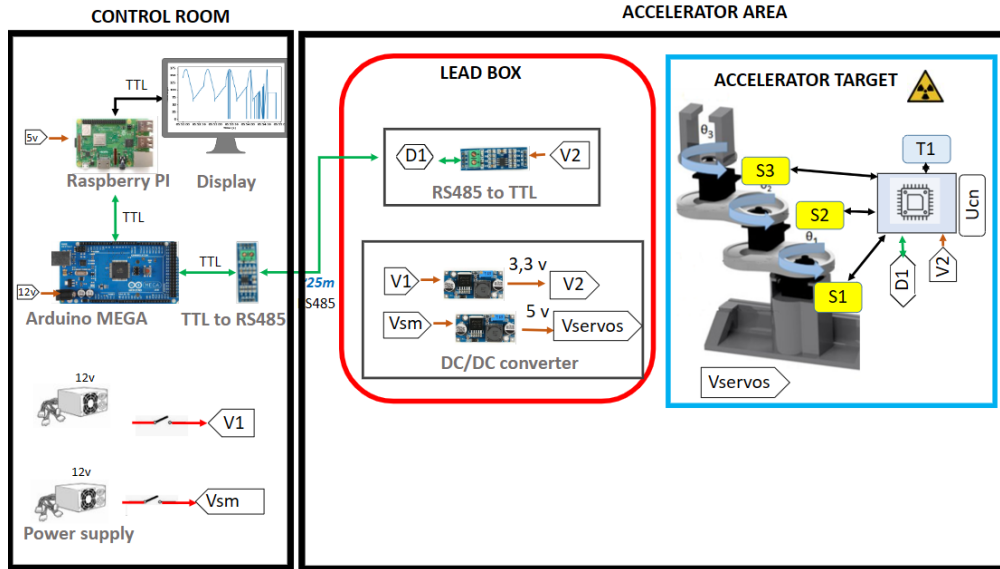 CONTROL ROOM
ACCELERATOR AREA
TTL
5v
Raspberry PI
Display
TTL
12v
TTL
Arduino MEGA
TTL to RS485
25m
S485
12v
V1
12v
Vsm
Power supply
LEAD BOX
D1
V2
RS485 to TTL
V1
3,3 v
V2
Vsm
5 v
Vservos
DC/DC converter
ACCELERATOR TARGET
θ3
T1
S3
S2
Ucn
θ1
S1
D1
V2
Vservos